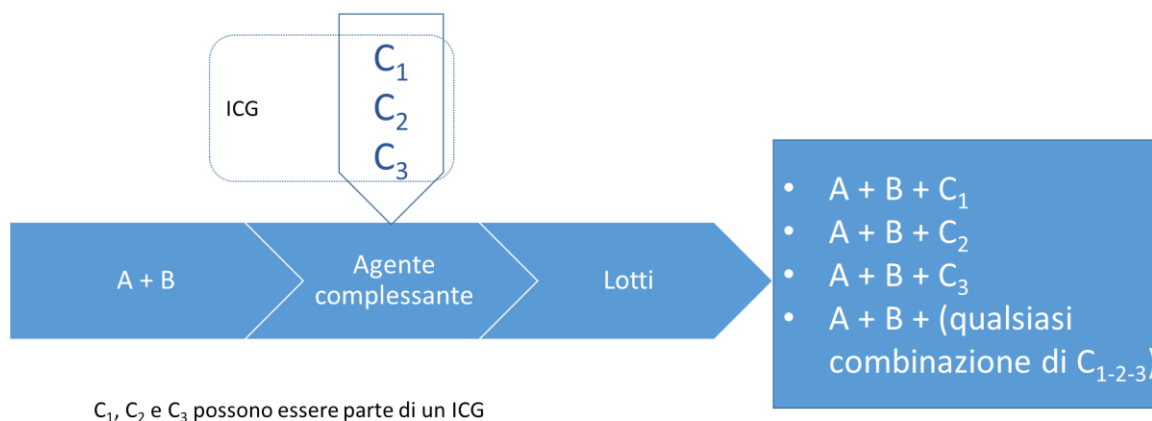 C₁
ICG
C₂
C₃
A + B
Agente
complessante
Lotti
• A + B + C₁
• A + B + C₂
• A + B + C₃
• A + B + (qualsiasi
combinazione di C₁₋₂₋₃)
C₁, C₂ e C₃ possono essere parte di un ICG